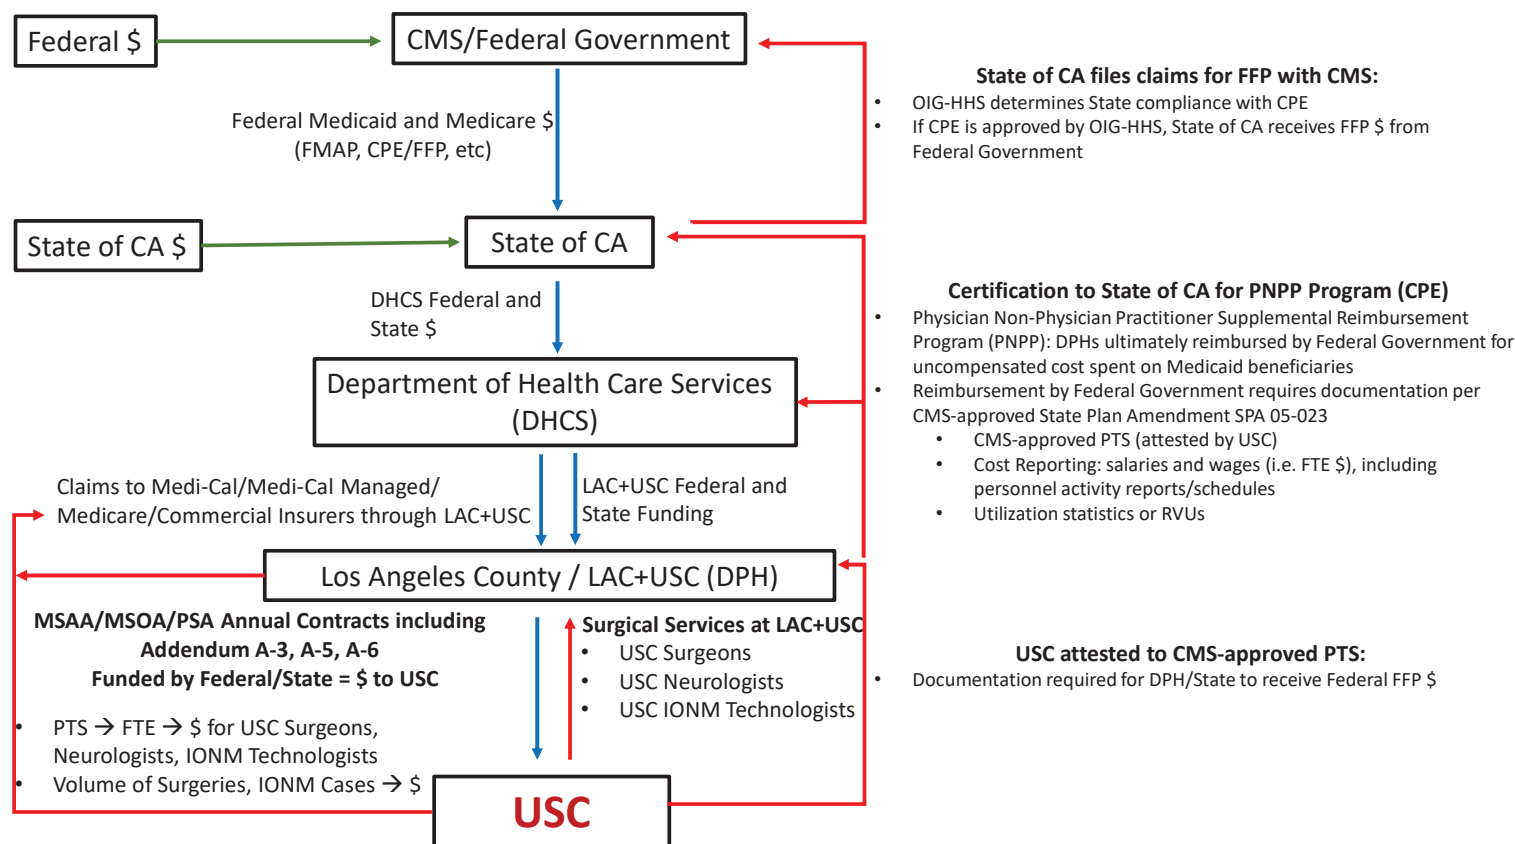 Federal $
CMS/Federal Government
Federal Medicaid and Medicare $
(FMAP, CPE/FFP, etc)
State of CA files claims for FFP with CMS:
• OIG-HHS determines State compliance with CPE
• If CPE is approved by OIG-HHS, State of CA receives FFP $ from
Federal Government
State of CA $
State of CA
DHCS Federal and
State $
Certification to State of CA for PNPP Program (CPE)
• Physician Non-Physician Practitioner Supplemental Reimbursement
Program (PNPP): DPHs ultimately reimbursed by Federal Government for
uncompensated cost spent on Medicaid beneficiaries
• Reimbursement by Federal Government requires documentation per
CMS-approved State Plan Amendment SPA 05-023
• CMS-approved PTS (attested by USC)
• Cost Reporting: salaries and wages (i.e. FTE $), including
personnel activity reports/schedules
• Utilization statistics or RVUs
Department of Health Care Services
(DHCS)
Claims to Medi-Cal/Medi-Cal Managed/
Medicare/Commercial Insurers through LAC+USC
LAC+USC Federal and
State Funding
Los Angeles County / LAC+USC (DPH)
MSAA/MSOA/PSA Annual Contracts including
Addendum A-3, A-5, A-6
Funded by Federal/State = $ to USC
• PTS → FTE → $ for USC Surgeons,
Neurologists, IONM Technologists
• Volume of Surgeries, IONM Cases → $
Surgical Services at LAC+USC
• USC Surgeons
• USC Neurologists
• USC IONM Technologists
USC attested to CMS-approved PTS:
• Documentation required for DPH/State to receive Federal FFP $
USC